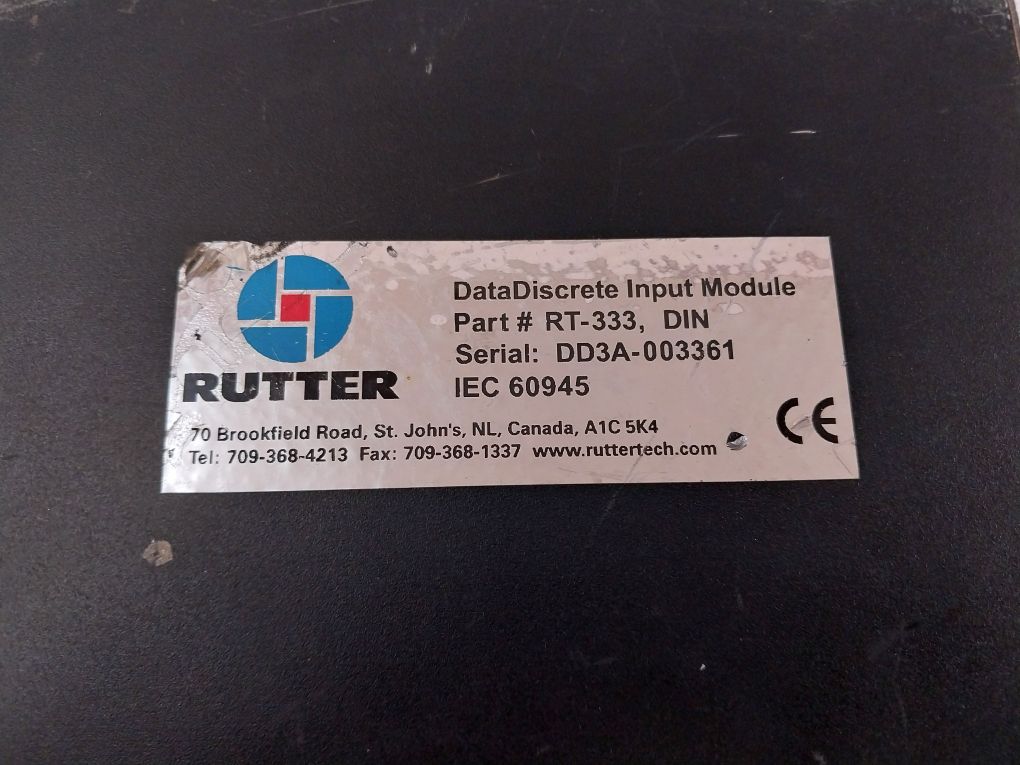 RUTTER
DataDiscrete Input Module
Part # RT-333, DIN
Serial: DD3A-003361
IEC 60945
70 Brookfield Road, St. John's, NL, Canada, A1C 5K4
Tel: 709-368-4213 Fax: 709-368-1337 www.ruttertech.com
CE